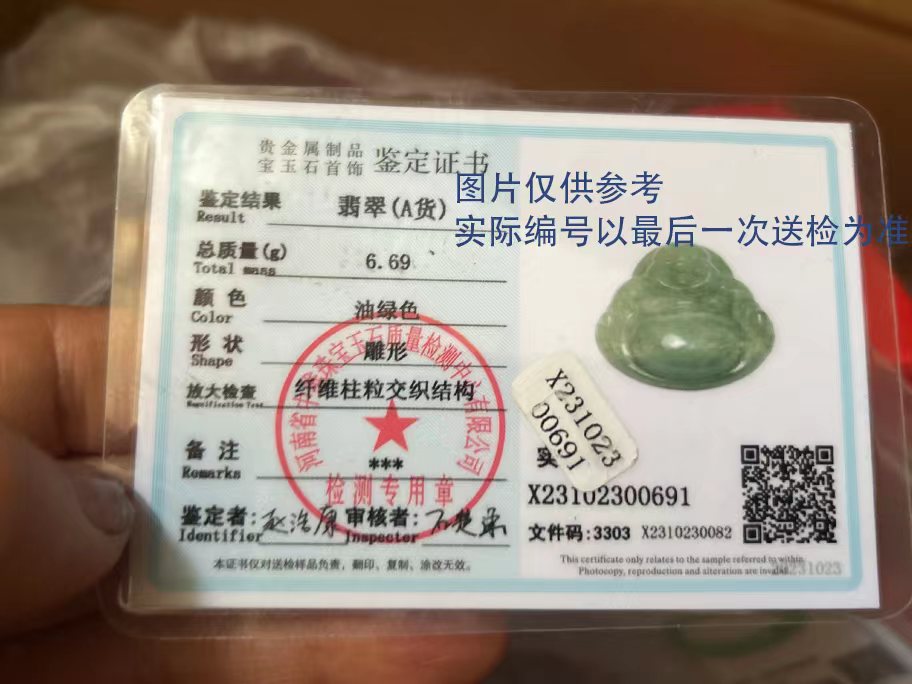 贵金属制品
宝玉石首饰 鉴定证书
图片仅供参考
实际编号以最后一次送检为准
鉴定结果 翡翠(A货)
Result
总质量(g) 6.69
Total mass
颜色 油绿色
Color
形状 雕形
Shape
放大检查 纤维柱粒交织结构
Magnification Test
备注 ***
Remarks
检测专用章
鉴定者: 审核者:
Identifier Inspector
本证书仅对送检样品负责，翻印、复制、涂改无效。
X231023
00691
实
X23102300691
文件码:3303 X2310230082
This certificate only relates to the sample referred to within.
Photocopy, reproduction and alteration are invalid.
X231023